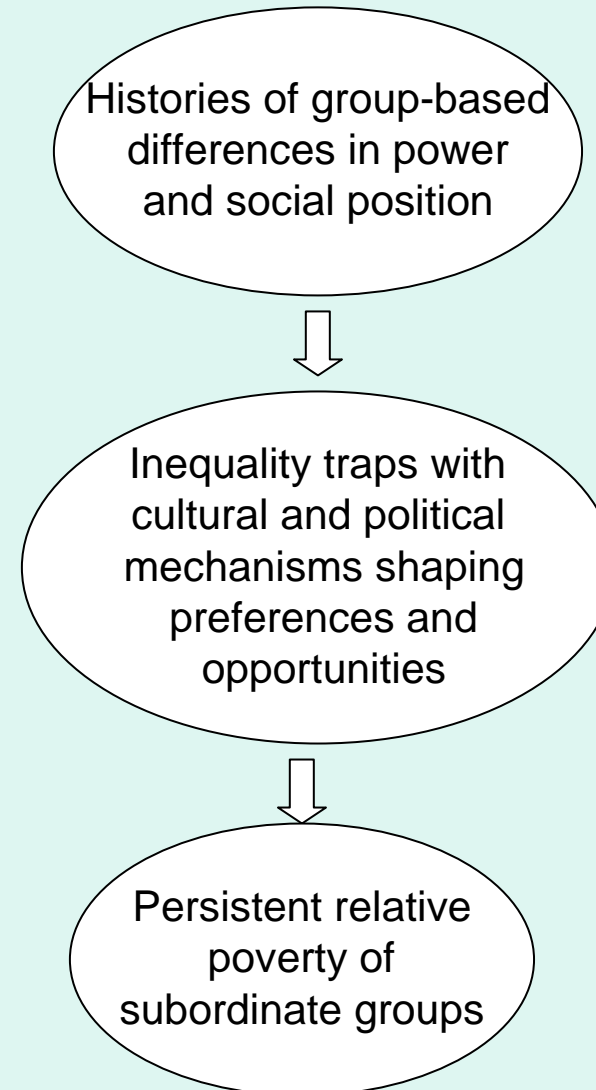 Histories of group-based
differences in power
and social position
Inequality traps with
cultural and political
mechanisms shaping
preferences and
opportunities
Persistent relative
poverty of
subordinate groups